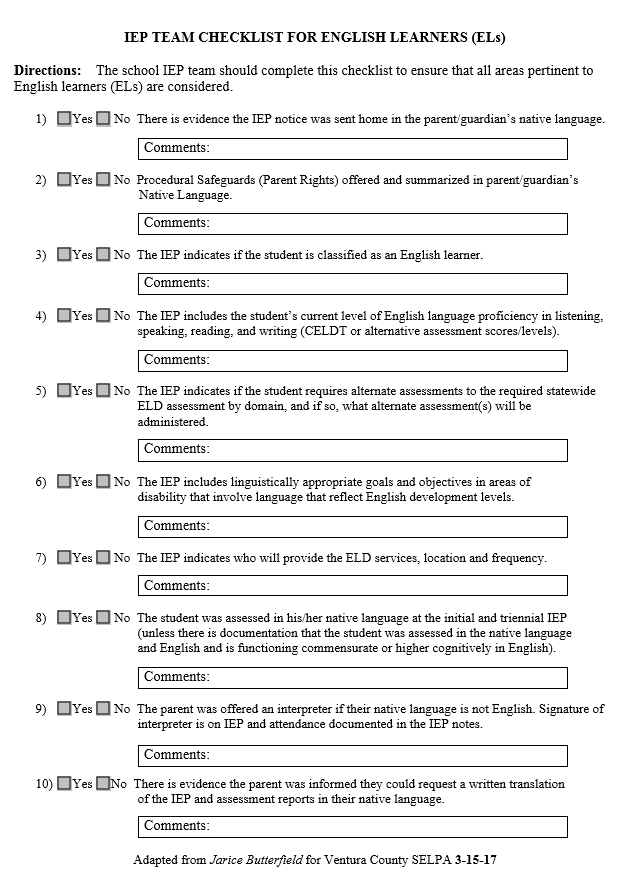 IEP TEAM CHECKLIST FOR ENGLISH LEARNERS (ELs)
Directions: The school IEP team should complete this checklist to ensure that all areas pertinent to
English learners (ELs) are considered.
1) Yes No There is evidence the IEP notice was sent home in the parent/guardian's native language.
Comments:
2) Yes No Procedural Safeguards (Parent Rights) offered and summarized in parent/guardian's
Native Language.
Comments:
3) Yes No The IEP indicates if the student is classified as an English learner.
Comments:
4) Yes No The IEP includes the student's current level of English language proficiency in listening,
speaking, reading, and writing (CELDT or alternative assessment scores/levels).
Comments:
5) Yes No The IEP indicates if the student requires alternate assessments to the required statewide
ELD assessment by domain, and if so, what alternate assessment(s) will be
administered.
Comments:
6) Yes No The IEP includes linguistically appropriate goals and objectives in areas of
disability that involve language that reflect English development levels.
Comments:
7) Yes No The IEP indicates who will provide the ELD services, location and frequency.
Comments:
8) Yes No The student was assessed in his/her native language at the initial and triennial IEP
(unless there is documentation that the student was assessed in the native language
and English and is functioning commensurate or higher cognitively in English).
Comments:
9) Yes No The parent was offered an interpreter if their native language is not English. Signature of
interpreter is on IEP and attendance documented in the IEP notes.
Comments:
10) Yes No There is evidence the parent was informed they could request a written translation
of the IEP and assessment reports in their native language.
Comments:
Adapted from Jarice Butterfield for Ventura County SELPA 3-15-17